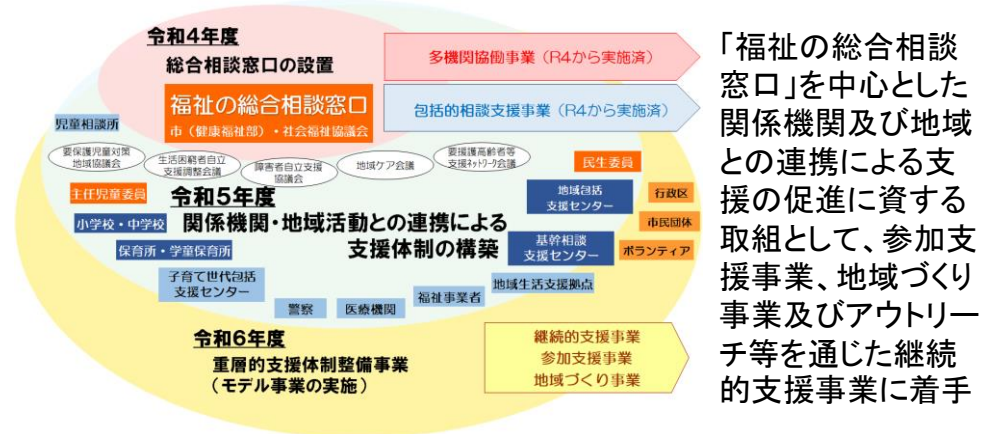 令和4年度
総合相談窓口の設置
福祉の総合相談窓口
市（健康福祉部）・社会福祉協議会
多機関協働事業（R4から実施済）
包括的相談支援事業（R4から実施済）
児童相談所
要保護児童対策
地域協議会
生活困窮者自立
支援調整会議
障害者自立支援
協議会
地域ケア会議
要援護高齢者等
支援ネットワーク会議
民生委員
主任児童委員
令和5年度
関係機関・地域活動との連携による
支援体制の構築
小学校・中学校
保育所・学童保育所
子育て世代包括
支援センター
警察
医療機関
福祉事業者
地域生活支援拠点
地域包括
支援センター
基幹相談
支援センター
行政区
市民団体
ボランティア
令和6年度
重層的支援体制整備事業
（モデル事業の実施）
継続的支援事業
参加支援事業
地域づくり事業
「福祉の総合相談
窓口」を中心とした
関係機関及び地域
との連携による支
援の促進に資する
取組として、参加支
援事業、地域づくり
事業及びアウトリー
チ等を通じた継続
的支援事業に着手